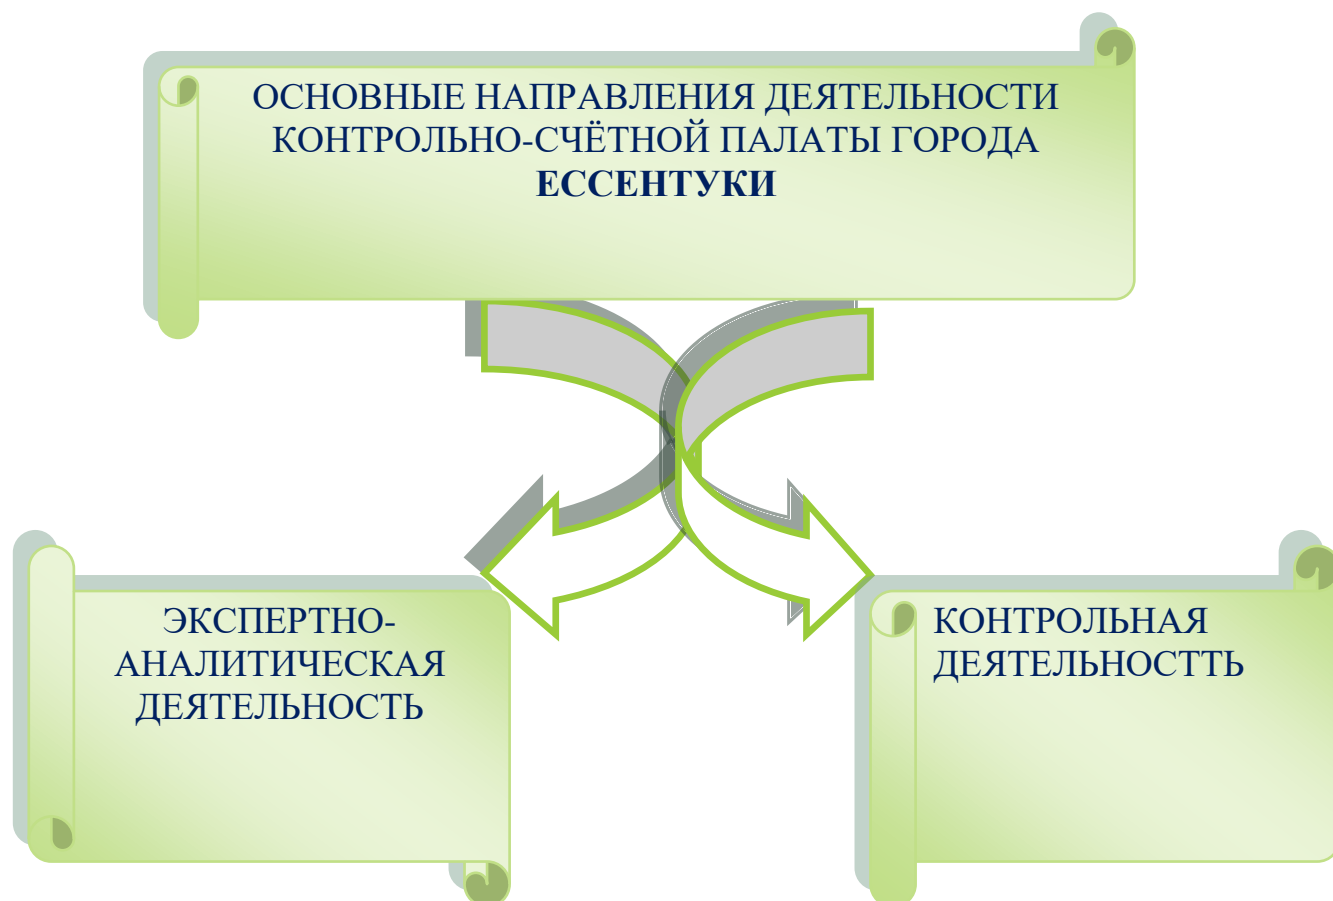 ОСНОВНЫЕ НАПРАВЛЕНИЯ ДЕЯТЕЛЬНОСТИ
КОНТРОЛЬНО-СЧЁТНОЙ ПАЛАТЫ ГОРОДА
ЕССЕНТУКИ
ЭКСПЕРТНО-
АНАЛИТИЧЕСКАЯ
ДЕЯТЕЛЬНОСТЬ
КОНТРОЛЬНАЯ
ДЕЯТЕЛЬНОСТТЬ